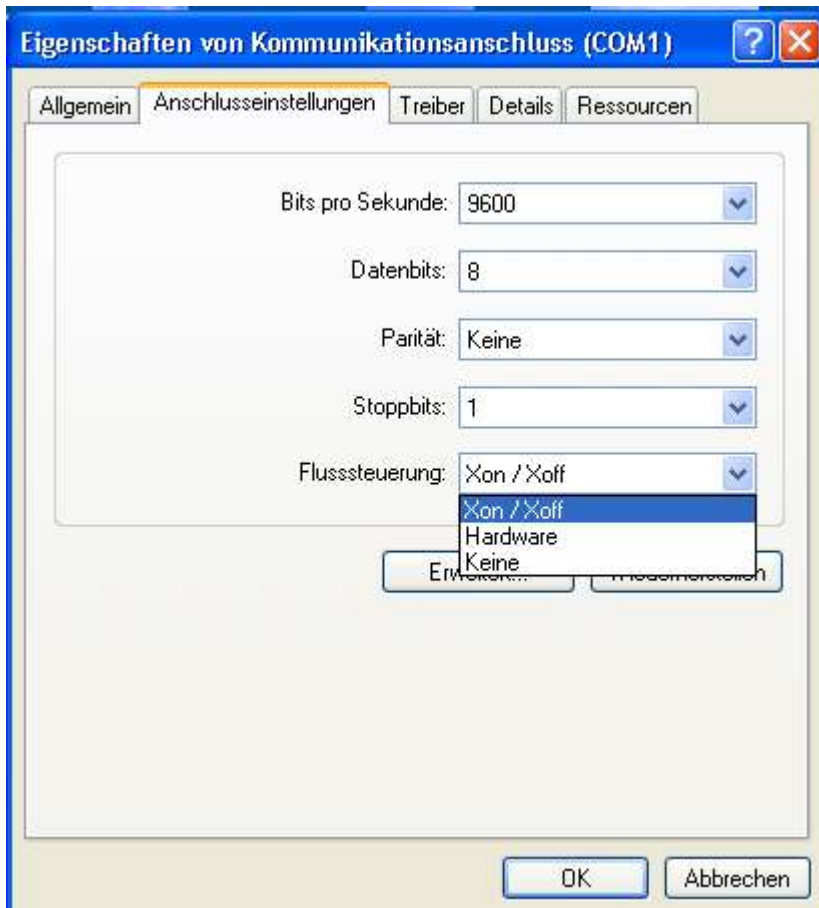 Eigenschaften von Kommunikationsanschluss (COM1)
Allgemein Anschlusseinstellungen Treiber Details Ressourcen
Bits pro Sekunde: 9600
Datenbits: 8
Parität: Keine
Stoppbits: 1
Flusssteuerung: Xon / Xoff
Xon / Xoff
Hardware
Keine
OK Abbrechen